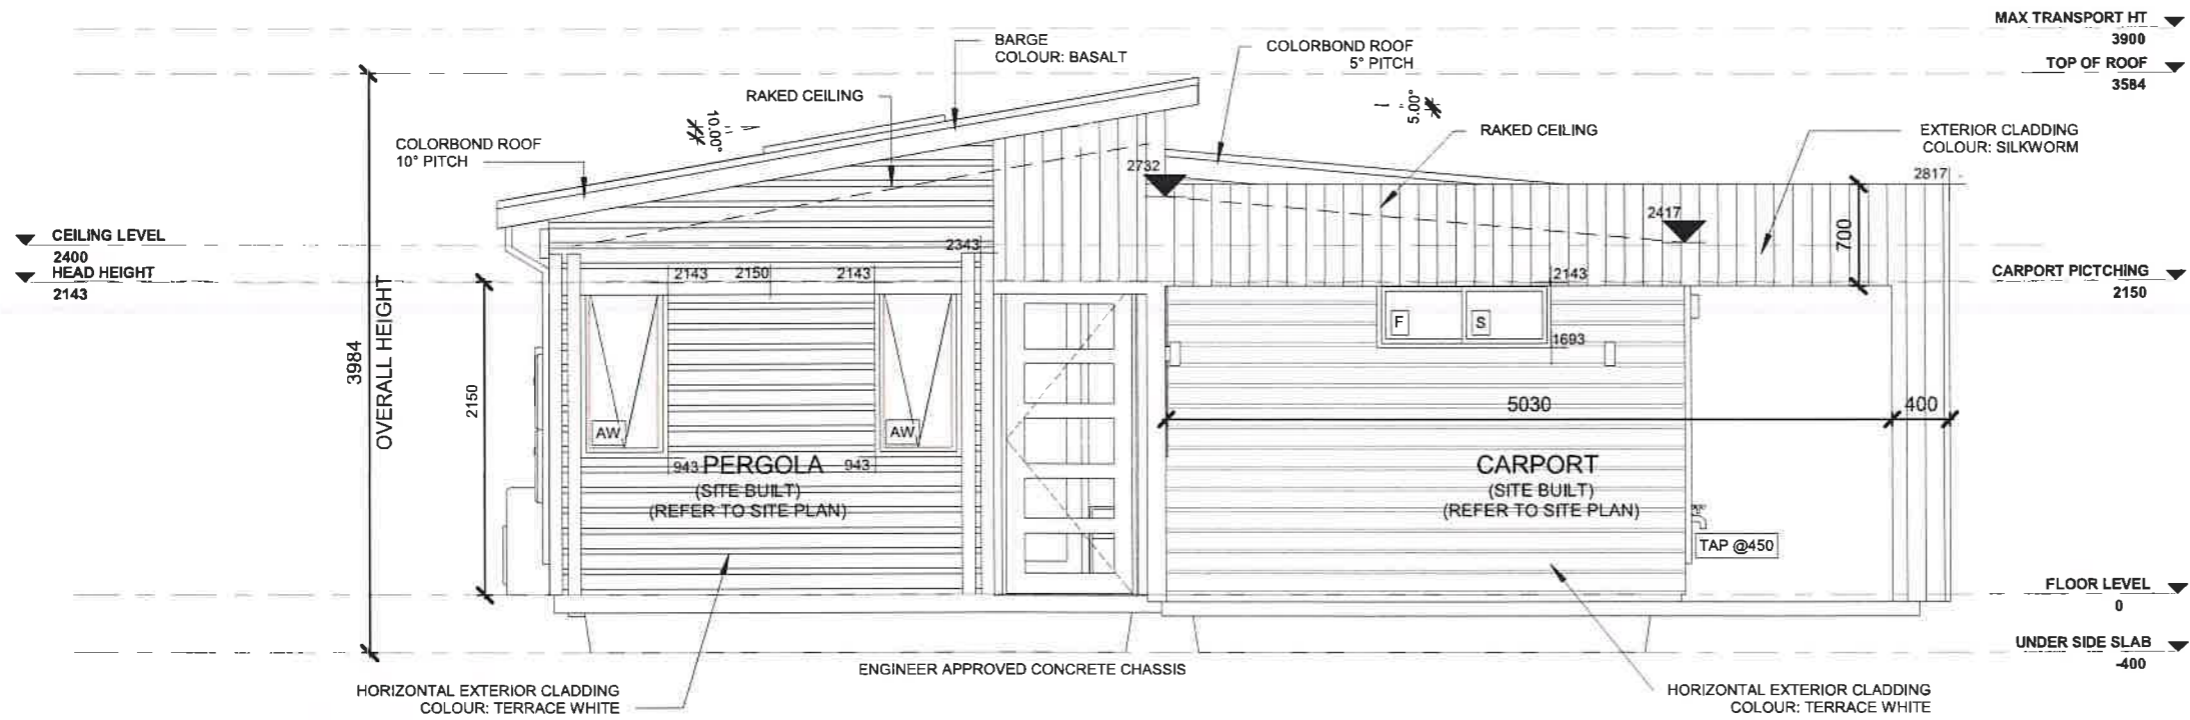 MAX TRANSPORT HT
3900
TOP OF ROOF
3584
BARGE
COLOUR: BASALT
COLORBOND ROOF
5° PITCH
RAKED CEILING
10.00°
5.00°
RAKED CEILING
EXTERIOR CLADDING
COLOUR: SILKWORM
COLORBOND ROOF
10° PITCH
2732
2817
2417
700
CEILING LEVEL
2400
HEAD HEIGHT
2143
2343
2143
2150
2143
2143
CARPORT PICTCHING
2150
3984
OVERALL HEIGHT
2150
F
S
1693
5030
400
AW
AW
943
PERGOLA
943
(SITE BUILT)
(REFER TO SITE PLAN)
CARPORT
(SITE BUILT)
(REFER TO SITE PLAN)
TAP @450
FLOOR LEVEL
0
UNDER SIDE SLAB
-400
ENGINEER APPROVED CONCRETE CHASSIS
HORIZONTAL EXTERIOR CLADDING
COLOUR: TERRACE WHITE
HORIZONTAL EXTERIOR CLADDING
COLOUR: TERRACE WHITE